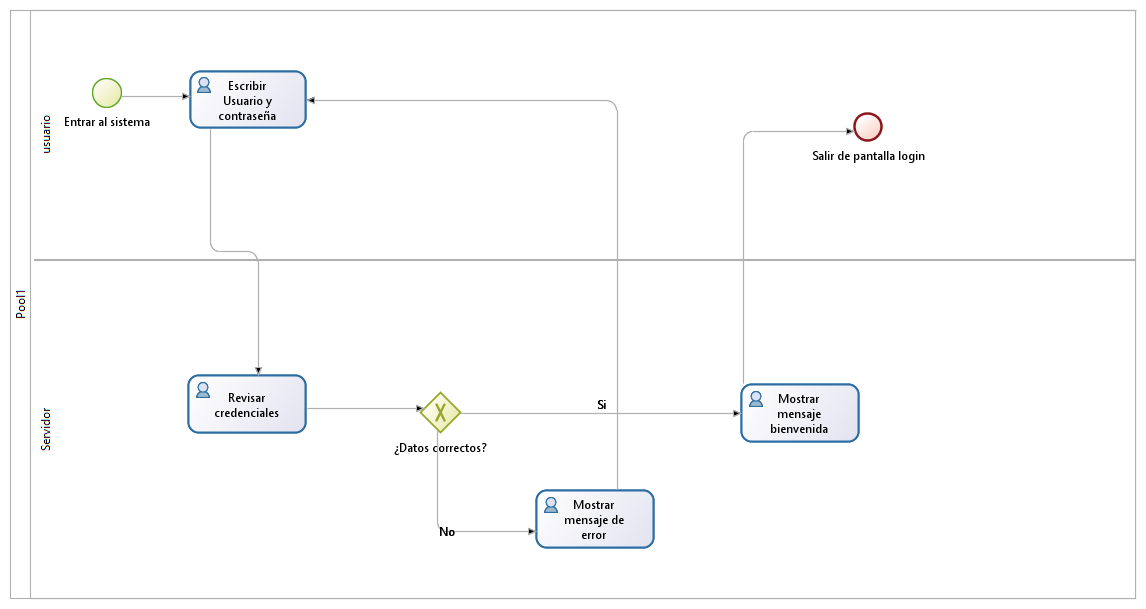 Pool1
usuario
Entrar al sistema
Escribir
Usuario y
contraseña
Salir de pantalla login
Servidor
Revisar
credenciales
¿Datos correctos?
Si
No
Mostrar
mensaje de
error
Mostrar
mensaje
bienvenida